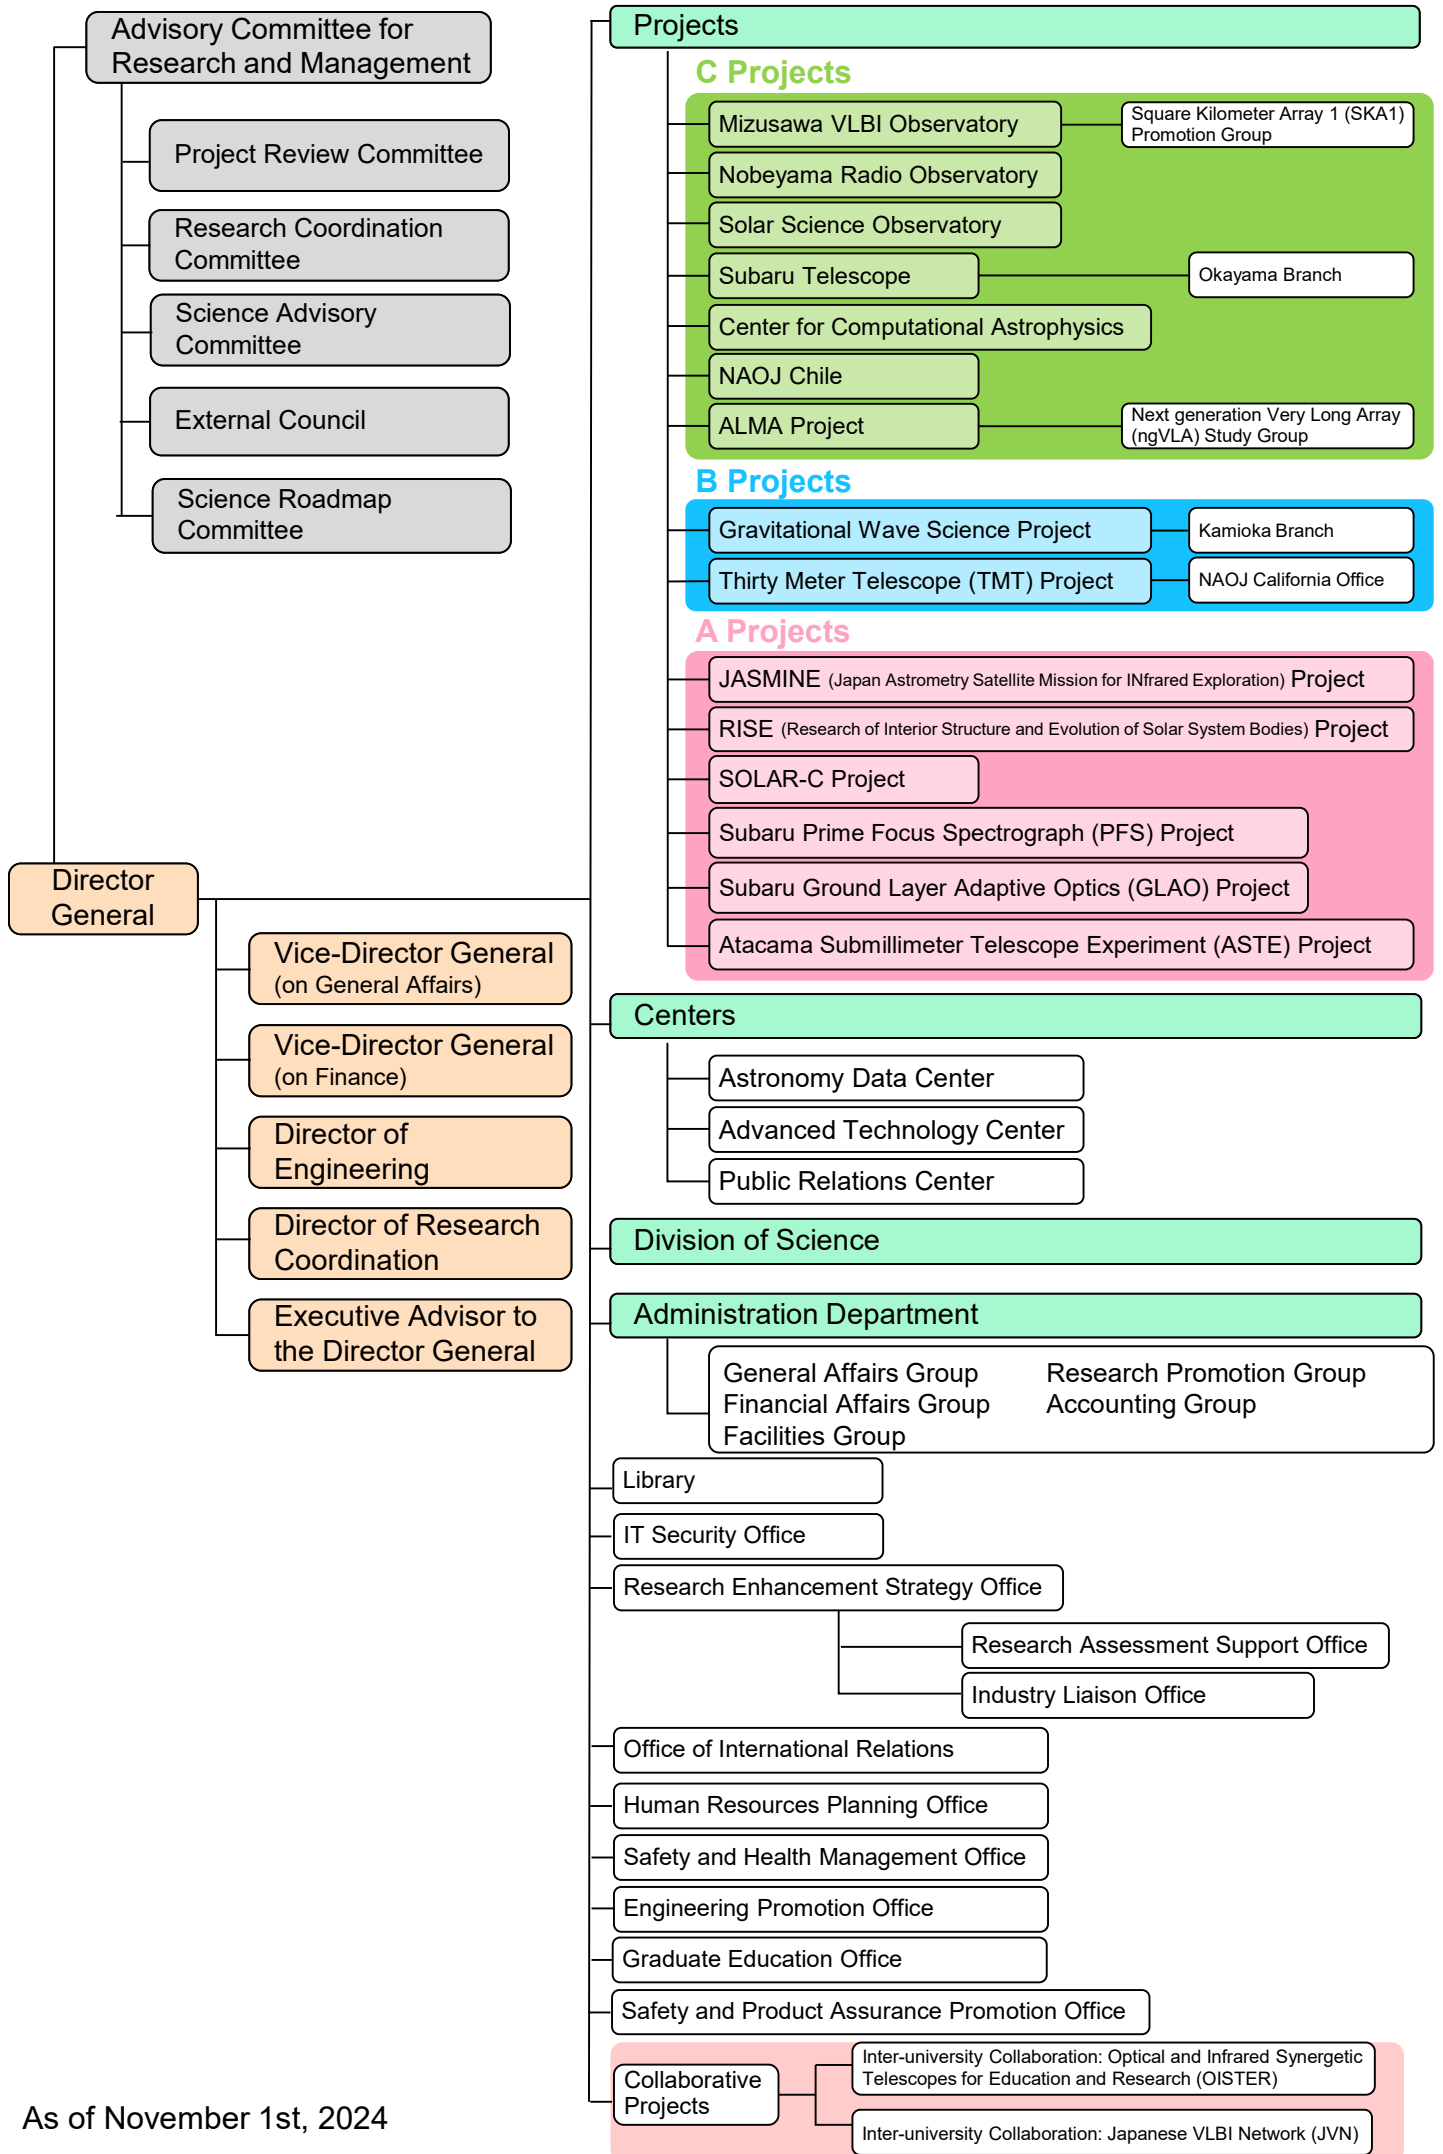 Advisory Committee for
Research and Management
Project Review Committee
Research Coordination
Committee
Science Advisory
Committee
External Council
Science Roadmap
Committee
Director
General
Vice-Director General
(on General Affairs)
Vice-Director General
(on Finance)
Director of
Engineering
Director of Research
Coordination
Executive Advisor to
the Director General
Projects
C Projects
Mizusawa VLBI Observatory
Square Kilometer Array 1 (SKA1)
Promotion Group
Nobeyama Radio Observatory
Solar Science Observatory
Subaru Telescope
Okayama Branch
Center for Computational Astrophysics
NAOJ Chile
ALMA Project
Next generation Very Long Array
(ngVLA) Study Group
B Projects
Gravitational Wave Science Project
Kamioka Branch
Thirty Meter Telescope (TMT) Project
NAOJ California Office
A Projects
JASMINE (Japan Astrometry Satellite Mission for INfrared Exploration) Project
RISE (Research of Interior Structure and Evolution of Solar System Bodies) Project
SOLAR-C Project
Subaru Prime Focus Spectrograph (PFS) Project
Subaru Ground Layer Adaptive Optics (GLAO) Project
Atacama Submillimeter Telescope Experiment (ASTE) Project
Centers
Astronomy Data Center
Advanced Technology Center
Public Relations Center
Division of Science
Administration Department
General Affairs Group Research Promotion Group
Financial Affairs Group Accounting Group
Facilities Group
Library
IT Security Office
Research Enhancement Strategy Office
Research Assessment Support Office
Industry Liaison Office
Office of International Relations
Human Resources Planning Office
Safety and Health Management Office
Engineering Promotion Office
Graduate Education Office
Safety and Product Assurance Promotion Office
Collaborative
Projects
Inter-university Collaboration: Optical and Infrared Synergetic
Telescopes for Education and Research (OISTER)
Inter-university Collaboration: Japanese VLBI Network (JVN)
As of November 1st, 2024